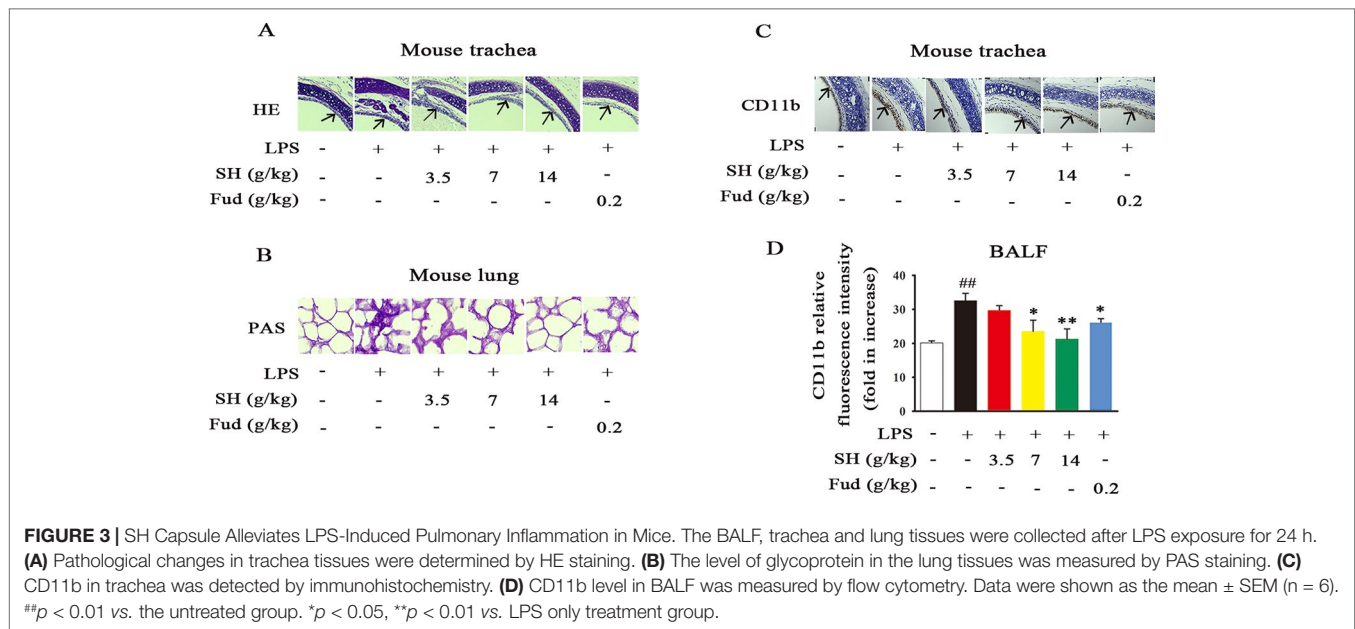 A
Mouse trachea
HE
LPS - + + + + +
SH (g/kg) - - 3.5 7 14 -
Fud (g/kg) - - - - - 0.2
B
Mouse lung
PAS
LPS - + + + + +
SH (g/kg) - - 3.5 7 14 -
Fud (g/kg) - - - - - 0.2
C
Mouse trachea
CD11b
LPS - + + + + +
SH (g/kg) - - 3.5 7 14 -
Fud (g/kg) - - - - - 0.2
D
BALF
CD11b relative
fluorescence intensity
(fold in increase)
40
30
20
10
0
## * ** *
LPS - + + + + +
SH (g/kg) - - 3.5 7 14 -
Fud (g/kg) - - - - - 0.2
FIGURE 3 | SH Capsule Alleviates LPS-Induced Pulmonary Inflammation in Mice. The BALF, trachea and lung tissues were collected after LPS exposure for 24 h.
(A) Pathological changes in trachea tissues were determined by HE staining. (B) The level of glycoprotein in the lung tissues was measured by PAS staining. (C)
CD11b in trachea was detected by immunohistochemistry. (D) CD11b level in BALF was measured by flow cytometry. Data were shown as the mean ± SEM (n = 6).
##p < 0.01 vs. the untreated group. *p < 0.05, **p < 0.01 vs. LPS only treatment group.